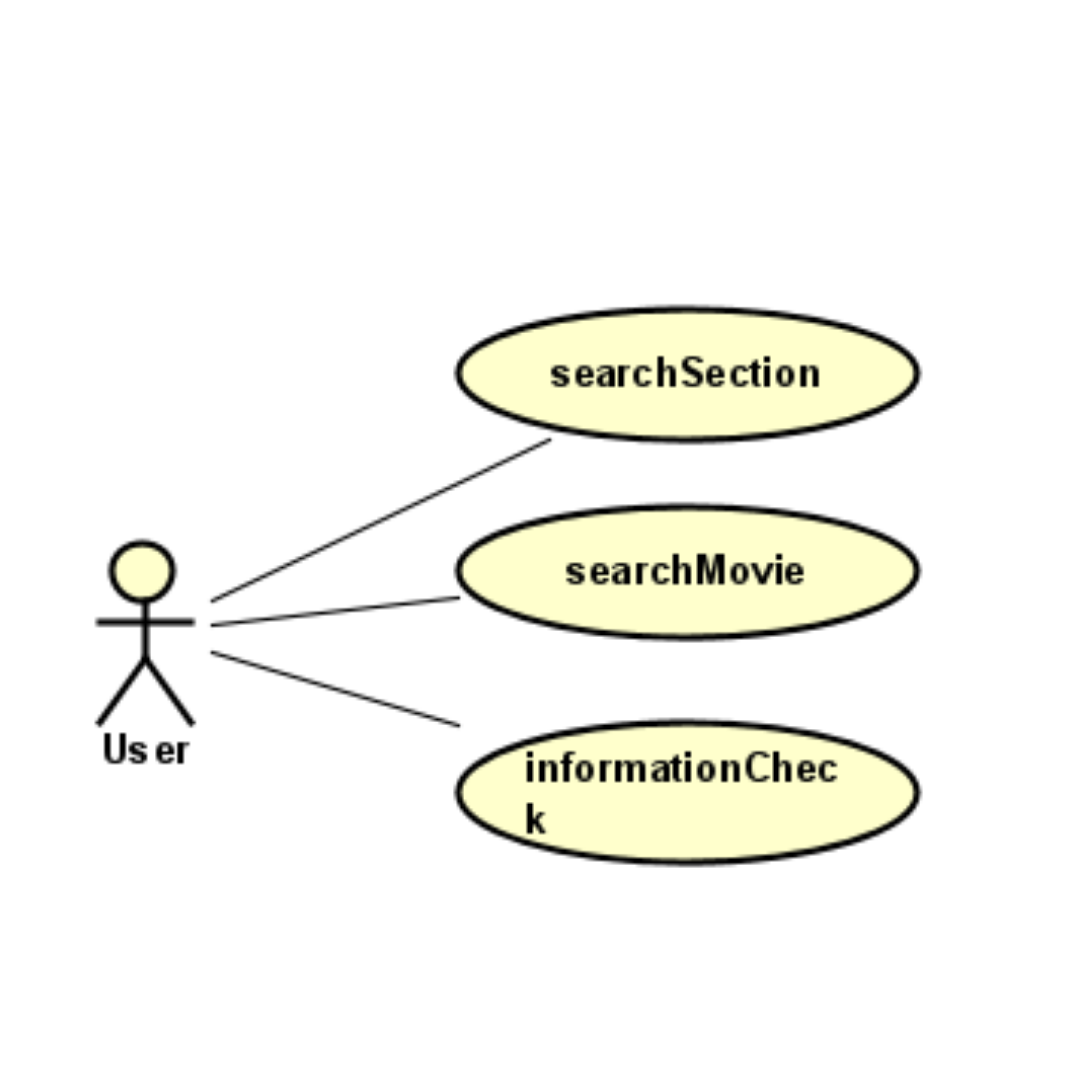 searchSection
searchMovie
User
informationChec
k